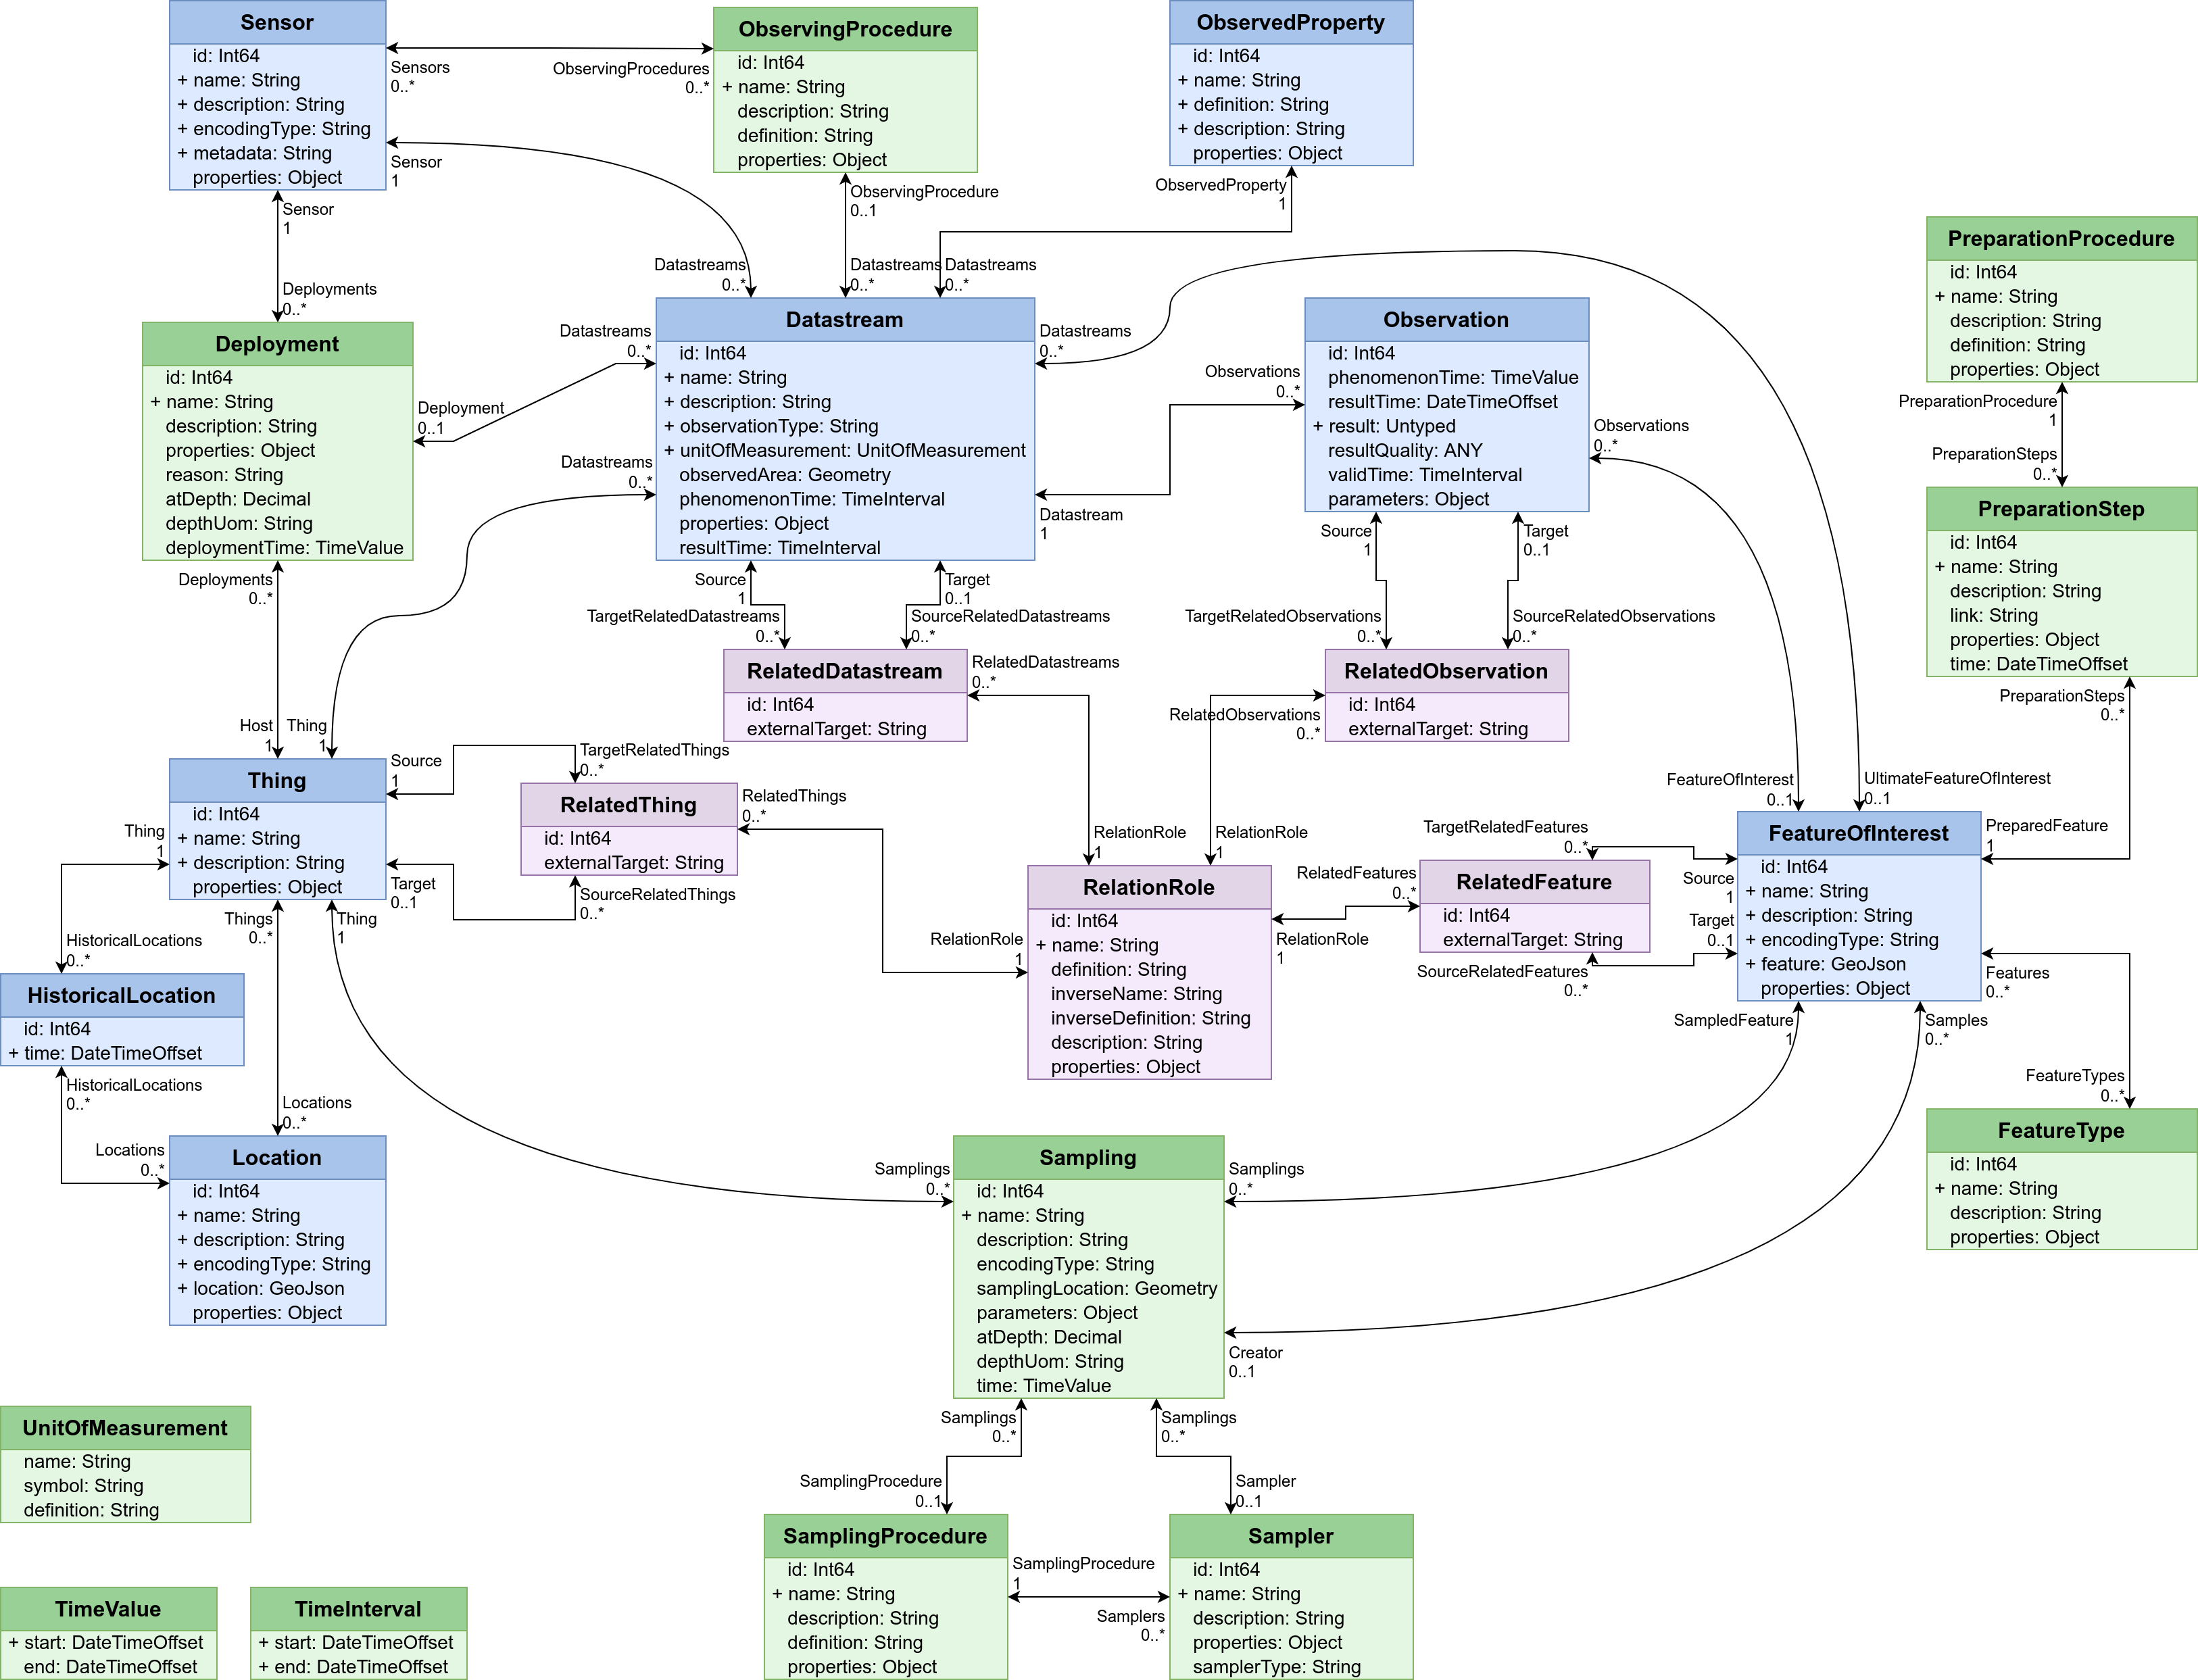 Sensor
id: Int64
+ name: String
+ description: String
+ encodingType: String
+ metadata: String
properties: Object
Sensors
0..*
ObservingProcedures
0..*
ObservingProcedure
id: Int64
+ name: String
description: String
definition: String
properties: Object
ObservedProperty
id: Int64
+ name: String
+ definition: String
+ description: String
properties: Object
Sensor
1
Sensor
1
ObservingProcedure
0..1
ObservedProperty
1
Deployments
0..*
Datastreams
0..*
Datastreams
0..*
Datastreams
0..*
PreparationProcedure
id: Int64
+ name: String
description: String
definition: String
properties: Object
Deployment
id: Int64
+ name: String
description: String
properties: Object
reason: String
atDepth: Decimal
depthUom: String
deploymentTime: TimeValue
Datastreams
0..*
Deployment
0..1
Datastreams
0..*
Datastream
id: Int64
+ name: String
+ description: String
+ observationType: String
+ unitOfMeasurement: UnitOfMeasurement
observedArea: Geometry
phenomenonTime: TimeInterval
properties: Object
resultTime: TimeInterval
Datastreams
0..*
Observations
0..*
Datastream
1
Observation
id: Int64
phenomenonTime: TimeValue
resultTime: DateTimeOffset
+ result: Untyped
resultQuality: ANY
validTime: TimeInterval
parameters: Object
Observations
0..*
PreparationProcedure
1
PreparationSteps
0..*
PreparationStep
id: Int64
+ name: String
description: String
link: String
properties: Object
time: DateTimeOffset
Deployments
0..*
Source
1
Target
0..1
TargetRelatedDatastreams
0..*
SourceRelatedDatastreams
0..*
Source
1
Target
0..1
TargetRelatedObservations
0..*
SourceRelatedObservations
0..*
RelatedDatastream
id: Int64
externalTarget: String
RelatedDatastreams
0..*
RelatedObservation
id: Int64
externalTarget: String
RelatedObservations
0..*
PreparationSteps
0..*
Host
1
Thing
1
Thing
id: Int64
+ name: String
+ description: String
properties: Object
Source
1
TargetRelatedThings
0..*
RelatedThing
id: Int64
externalTarget: String
RelatedThings
0..*
Target
0..1
SourceRelatedThings
0..*
RelationRole
1
RelationRole
1
RelationRole
1
RelationRole
id: Int64
+ name: String
definition: String
inverseName: String
inverseDefinition: String
description: String
properties: Object
RelationRole
1
RelatedFeatures
0..*
TargetRelatedFeatures
0..*
RelatedFeature
id: Int64
externalTarget: String
SourceRelatedFeatures
0..*
FeatureOfInterest
0..1
UltimateFeatureOfInterest
0..1
Source
1
Target
0..1
FeatureOfInterest
id: Int64
+ name: String
+ description: String
+ encodingType: String
+ feature: GeoJson
properties: Object
PreparedFeature
1
Features
0..*
SampledFeature
1
Samples
0..*
FeatureTypes
0..*
FeatureType
id: Int64
+ name: String
description: String
properties: Object
Thing
1
HistoricalLocations
0..*
HistoricalLocation
id: Int64
+ time: DateTimeOffset
HistoricalLocations
0..*
Things
0..*
Thing
1
Locations
0..*
Locations
0..*
Location
id: Int64
+ name: String
+ description: String
+ encodingType: String
+ location: GeoJson
properties: Object
Samplings
0..*
Sampling
id: Int64
+ name: String
description: String
encodingType: String
samplingLocation: Geometry
parameters: Object
atDepth: Decimal
depthUom: String
time: TimeValue
Samplings
0..*
Creator
0..1
Samplings
0..*
Samplings
0..*
SamplingProcedure
0..1
Sampler
0..1
SamplingProcedure
id: Int64
+ name: String
description: String
definition: String
properties: Object
SamplingProcedure
1
Samplers
0..*
Sampler
id: Int64
+ name: String
description: String
properties: Object
samplerType: String
UnitOfMeasurement
name: String
symbol: String
definition: String
TimeValue
+ start: DateTimeOffset
end: DateTimeOffset
TimeInterval
+ start: DateTimeOffset
+ end: DateTimeOffset